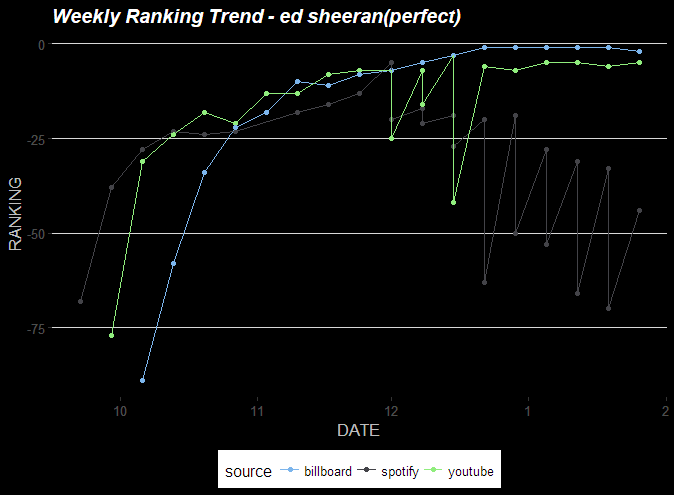 Weekly Ranking Trend - ed sheeran(perfect)
0
-25
-50
-75
RANKING
10 11 12 1 2
DATE
source billboard spotify youtube